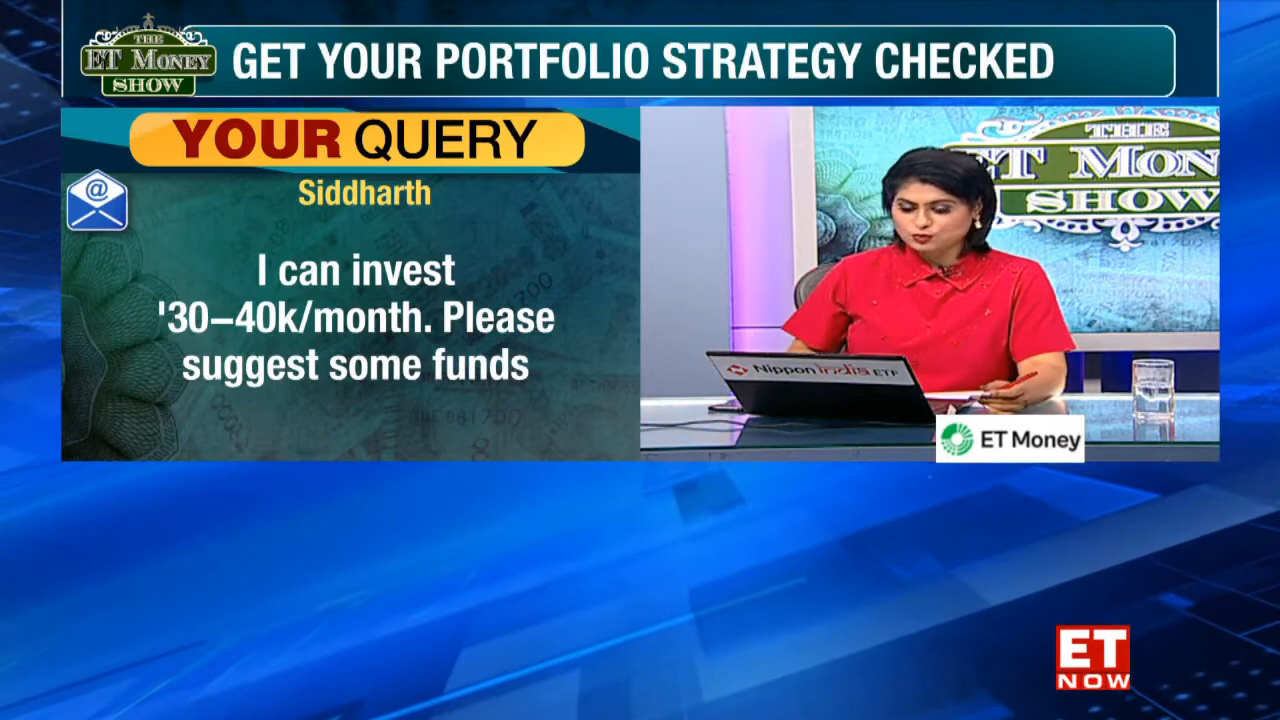 THE
ET MONEY
SHOW
GET YOUR PORTFOLIO STRATEGY CHECKED
YOUR QUERY
@
Siddharth
I can invest
'30–40k/month. Please
suggest some funds
THE
ET MON
SHOW
Nippon india ETF
ET Money
ET
NOW